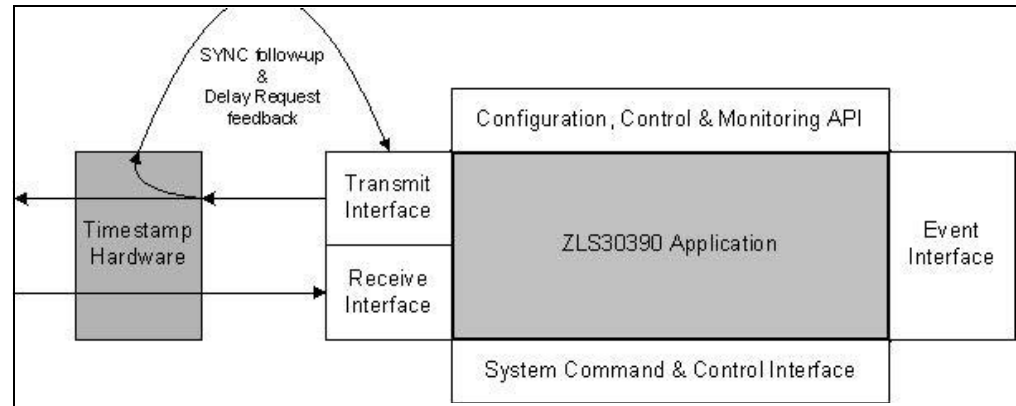 SYNC follow-up
&
Delay Request
feedback
Configuration, Control & Monitoring API
Timestamp
Hardware
Transmit
Interface
Receive
Interface
ZLS30390 Application
Event
Interface
System Command & Control Interface